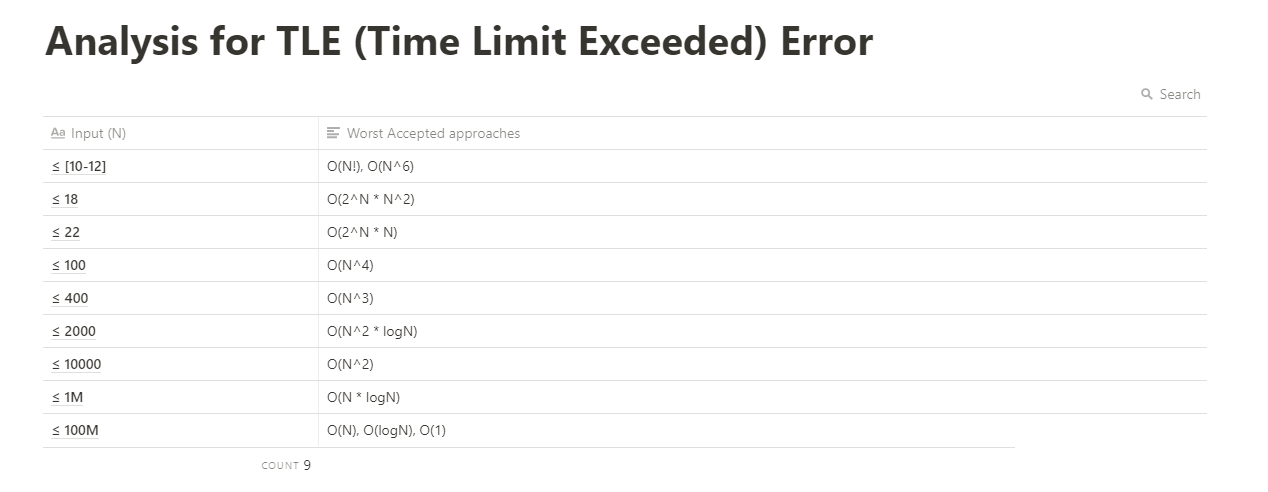 Analysis for TLE (Time Limit Exceeded) Error
Search
Aa Input (N) Worst Accepted approaches
≤ [10-12] O(N!), O(N^6)
≤ 18 O(2^N * N^2)
≤ 22 O(2^N * N)
≤ 100 O(N^4)
≤ 400 O(N^3)
≤ 2000 O(N^2 * logN)
≤ 10000 O(N^2)
≤ 1M O(N * logN)
≤ 100M O(N), O(logN), O(1)
COUNT 9